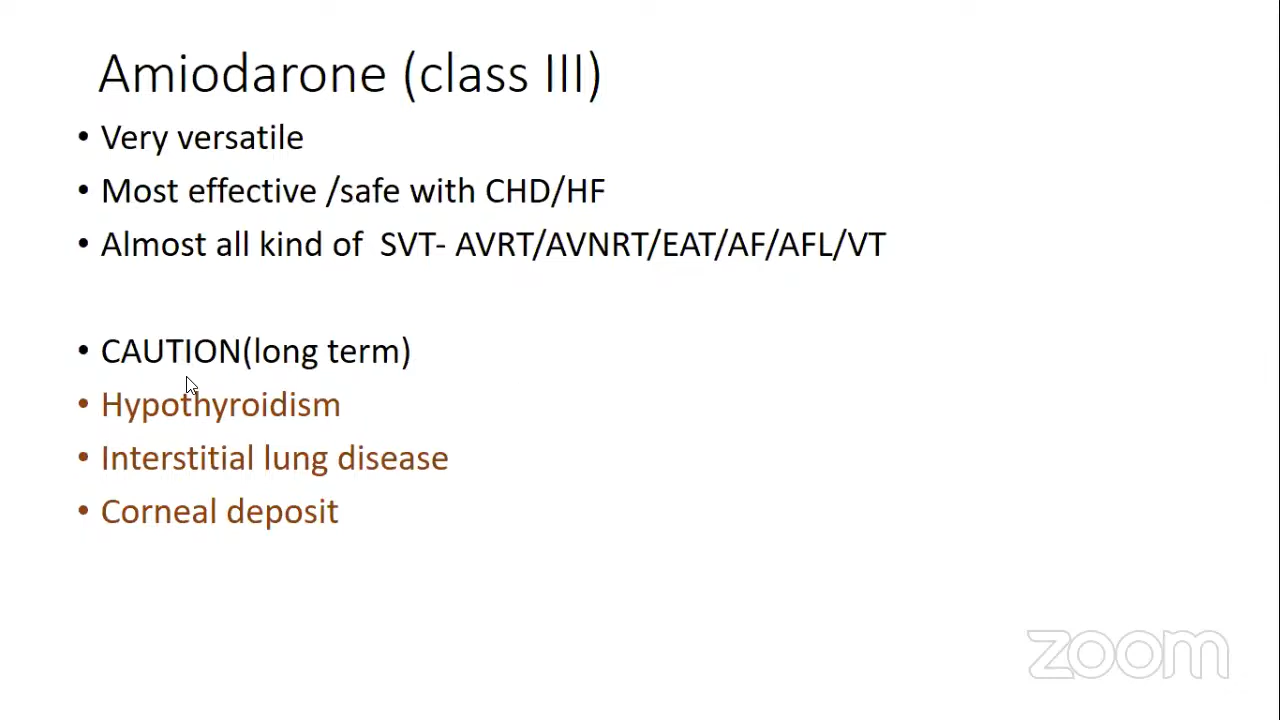 Amiodarone (class III)
• Very versatile
• Most effective /safe with CHD/HF
• Almost all kind of  SVT- AVRT/AVNRT/EAT/AF/AFL/VT
• CAUTION(long term)
• Hypothyroidism
• Interstitial lung disease
• Corneal deposit
zoom